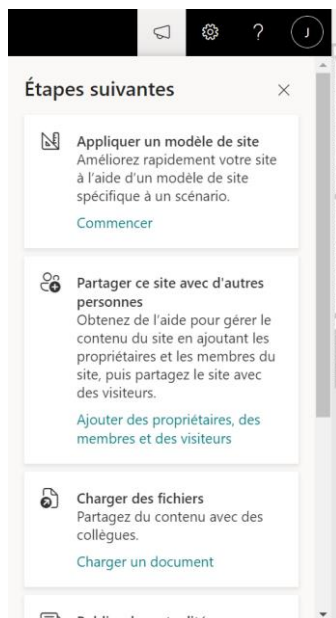 ?
J
Étapes suivantes
Appliquer un modèle de site
Améliorez rapidement votre site
à l'aide d'un modèle de site
spécifique à un scénario.
Commencer
Partager ce site avec d'autres
personnes
Obtenez de l'aide pour gérer le
contenu du site en ajoutant les
propriétaires et les membres du
site, puis partagez le site avec
des visiteurs.
Ajouter des propriétaires, des
membres et des visiteurs
Charger des fichiers
Partagez du contenu avec des
collègues.
Charger un document